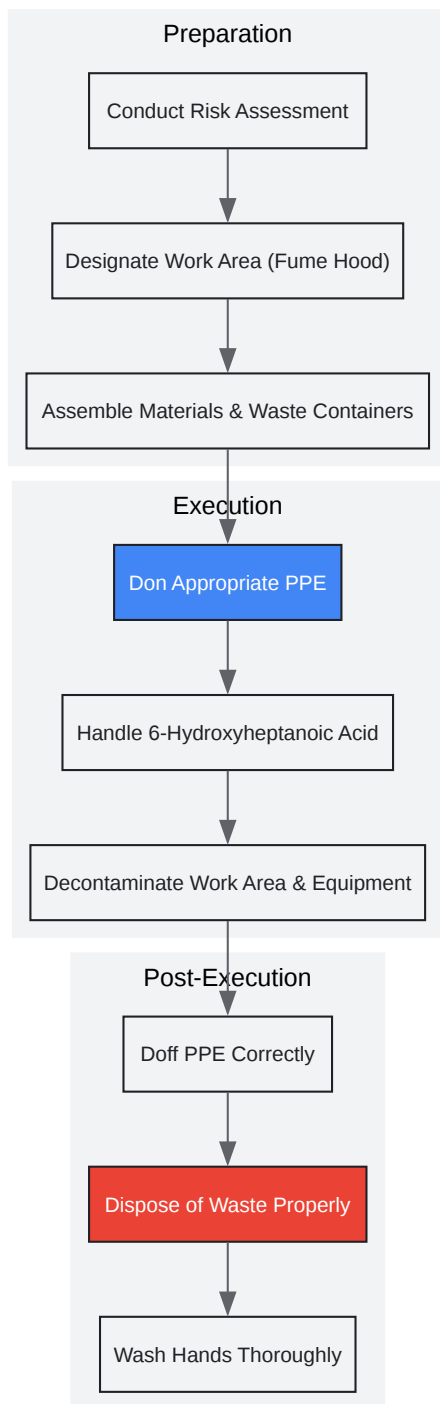 Preparation
Conduct Risk Assessment
Designate Work Area (Fume Hood)
Assemble Materials & Waste Containers
Execution
Don Appropriate PPE
Handle 6-Hydroxyheptanoic Acid
Decontaminate Work Area & Equipment
Post-Execution
Doff PPE Correctly
Dispose of Waste Properly
Wash Hands Thoroughly